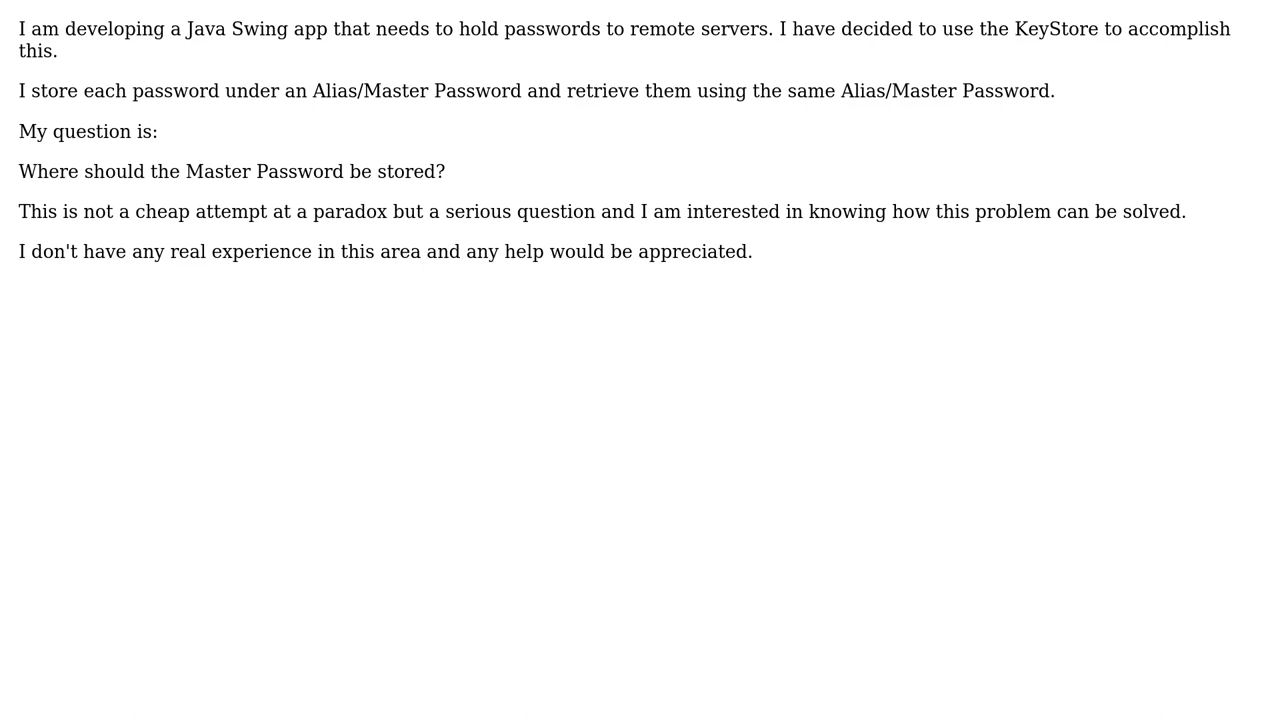 I am developing a Java Swing app that needs to hold passwords to remote servers. I have decided to use the KeyStore to accomplish
this.
I store each password under an Alias/Master Password and retrieve them using the same Alias/Master Password.
My question is:
Where should the Master Password be stored?
This is not a cheap attempt at a paradox but a serious question and I am interested in knowing how this problem can be solved.
I don't have any real experience in this area and any help would be appreciated.